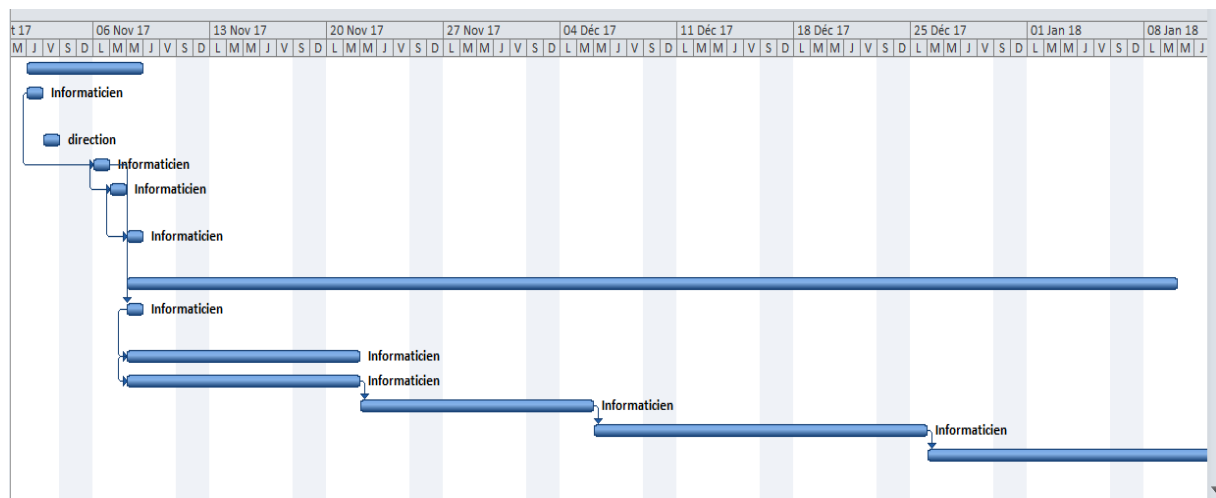 t 17 06 Nov 17 13 Nov 17 20 Nov 17 27 Nov 17 04 Déc 17 11 Déc 17 18 Déc 17 25 Déc 17 01 Jan 18 08 Jan 18
M J V S D L M M J V S D L M M J V S D L M M J V S D L M M J V S D L M M J V S D L M M J V S D L M M J V S D L M M J V S D L M M J V S D L M M J
Informaticien
direction
Informaticien
Informaticien
Informaticien
Informaticien
Informaticien
Informaticien
Informaticien
Informaticien